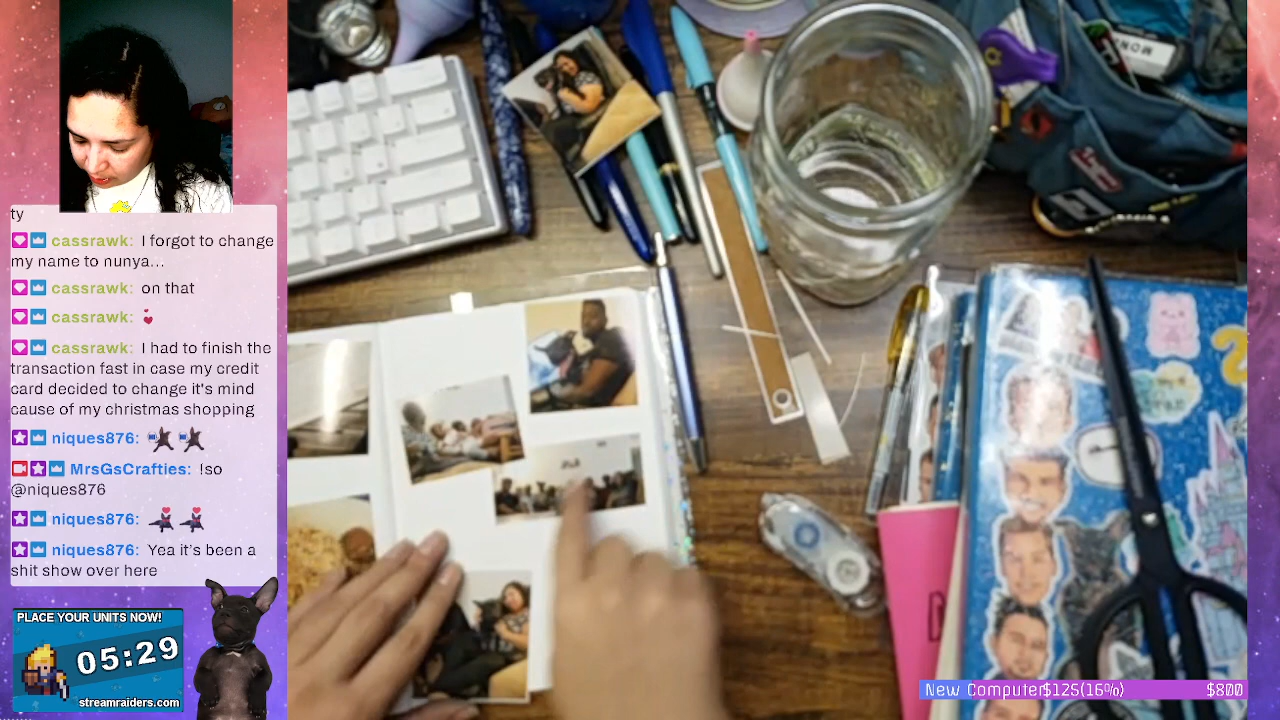 ty
cassrawk: I forgot to change
my name to nunya...
cassrawk: on that
cassrawk:
cassrawk: I had to finish the
transaction fast in case my credit
card decided to change it's mind
cause of my christmas shopping
niques876:
MrsGsCrafties: !so
@niques876
niques876:
niques876: Yea it's been a
shit show over here
PLACE YOUR UNITS NOW!
05:29
streamraiders.com
NOW
New Computer $125(16%) $800